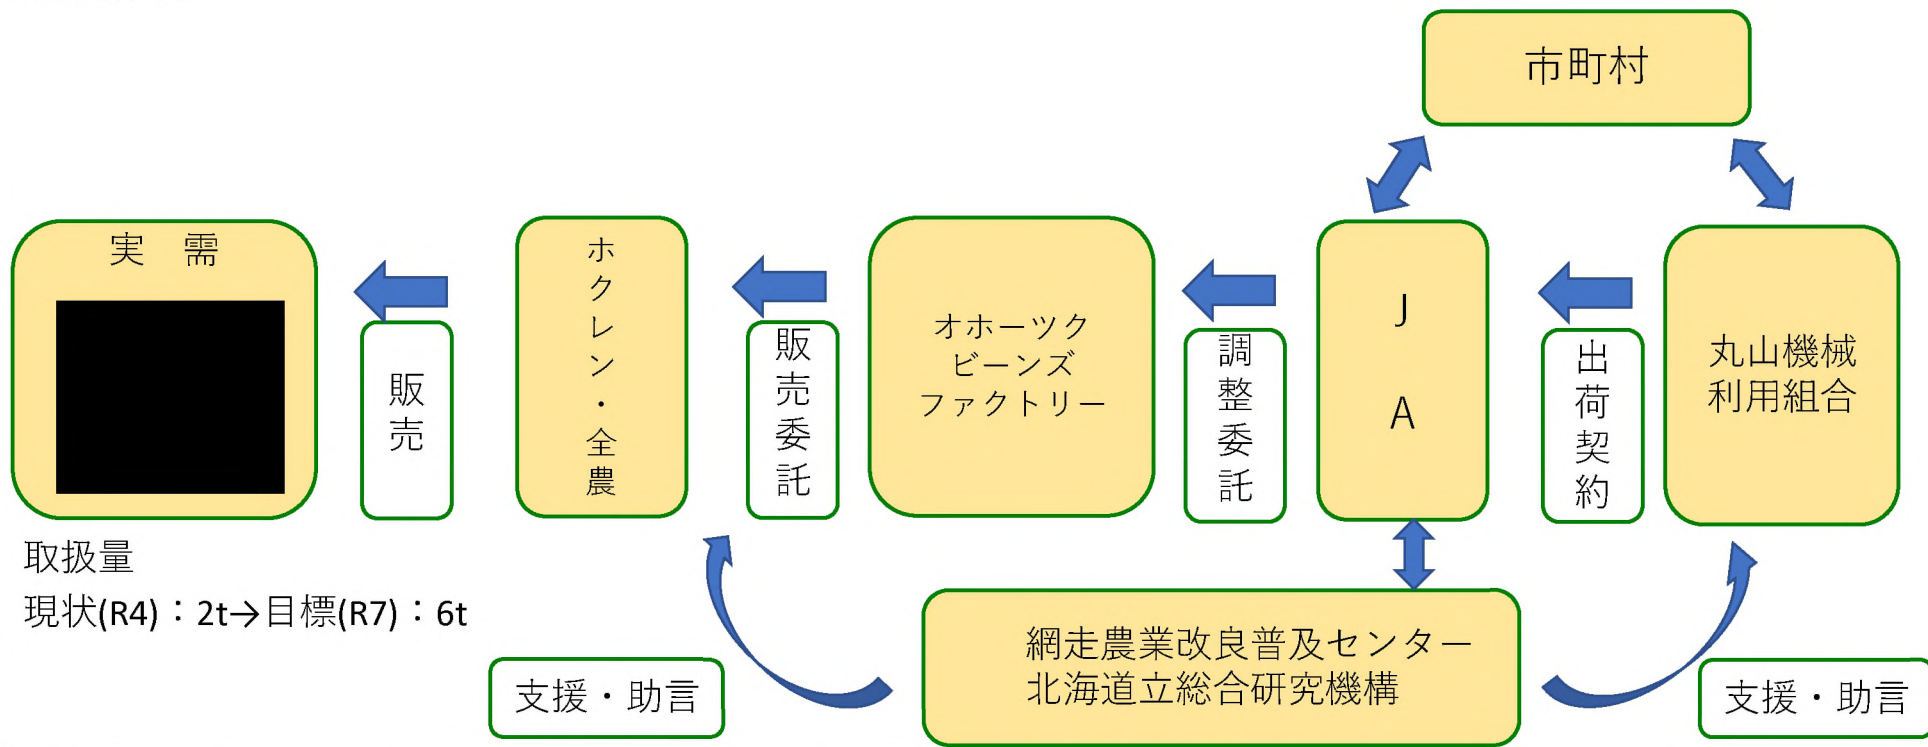 市町村
実　需
販売
ホクレン・全農
販売委託
オホーツク
ビーンズ
ファクトリー
調整委託
J
A
出荷契約
丸山機械
利用組合
取扱量
現状(R4)：2t→目標(R7)：6t
支援・助言
網走農業改良普及センター
北海道立総合研究機構
支援・助言